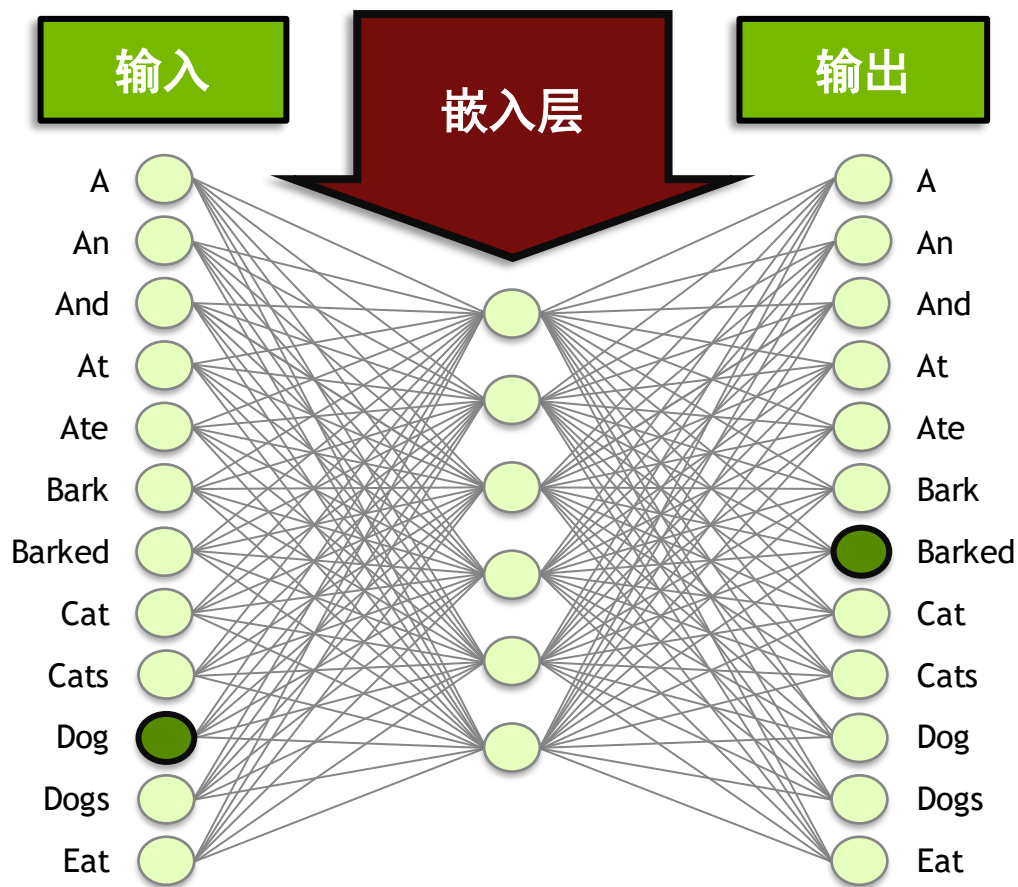 输入
嵌入层
输出
A
An
And
At
Ate
Bark
Barked
Cat
Cats
Dog
Dogs
Eat
A
An
And
At
Ate
Bark
Barked
Cat
Cats
Dog
Dogs
Eat